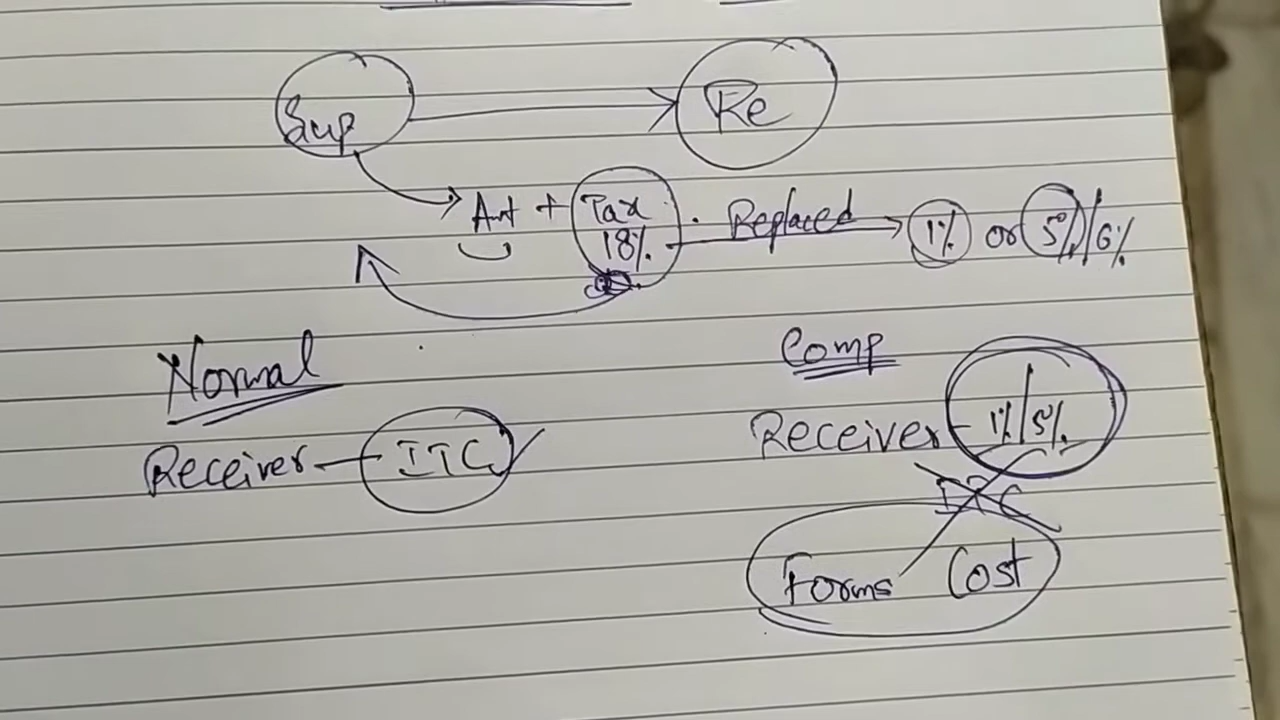 Sup Re
Amt + Tax 18%. Replaced 1% or 5%/6%
Normal Comp
Receiver ITC Receiver 1%/5%.
ITC
Forms Cost